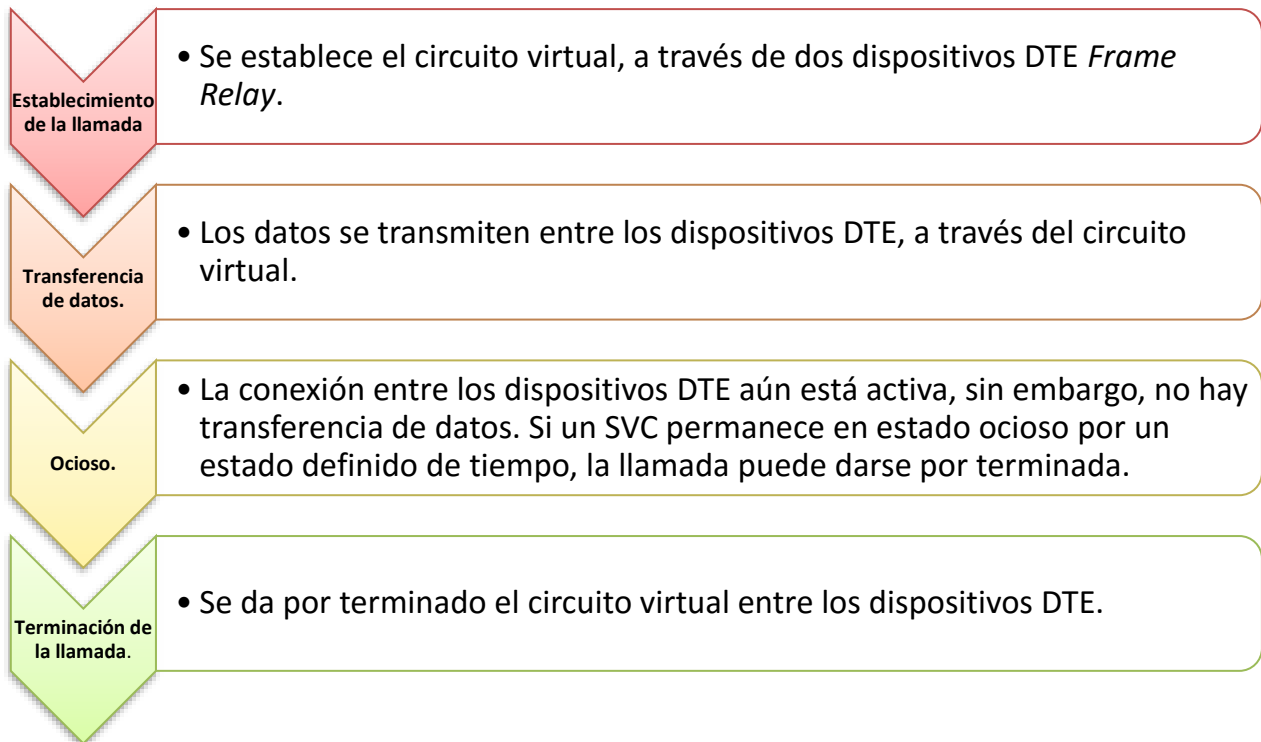 Establecimiento
de la llamada
• Se establece el circuito virtual, a través de dos dispositivos DTE Frame
Relay.
Transferencia
de datos.
• Los datos se transmiten entre los dispositivos DTE, a través del circuito
virtual.
Ocioso.
• La conexión entre los dispositivos DTE aún está activa, sin embargo, no hay
transferencia de datos. Si un SVC permanece en estado ocioso por un
estado definido de tiempo, la llamada puede darse por terminada.
Terminación de
la llamada.
• Se da por terminado el circuito virtual entre los dispositivos DTE.